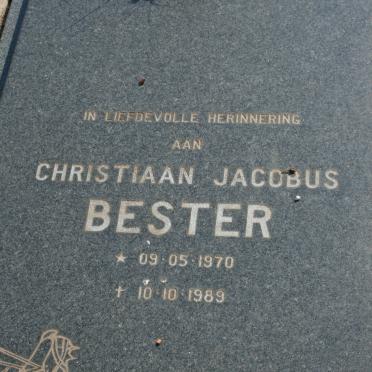 IN LIEFDEVOLLE HERINNERING
AAN
CHRISTIAAN JACOBUS
BESTER
★ 09·05·1970
† 10·10·1989